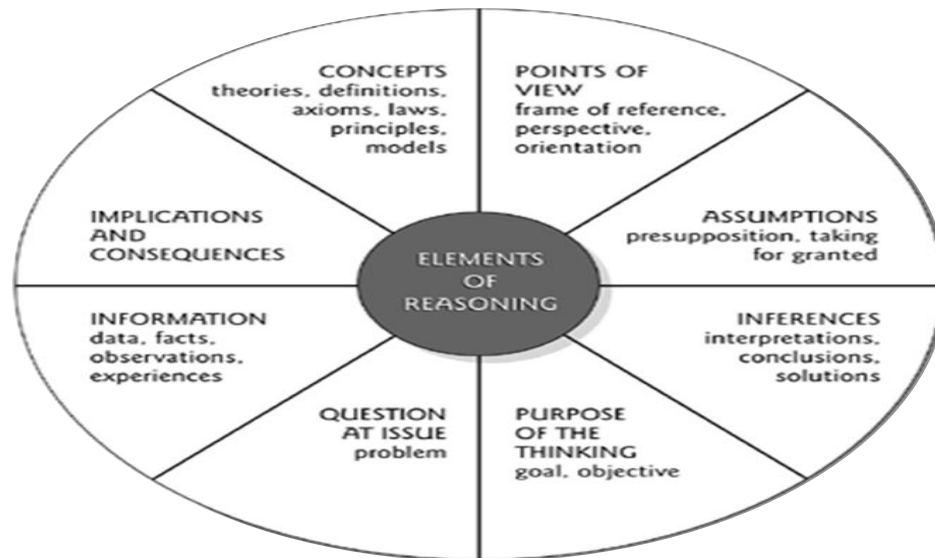 CONCEPTS
theories, definitions,
axioms, laws,
principles,
models
POINTS OF
VIEW
frame of reference,
perspective,
orientation
ASSUMPTIONS
presupposition, taking
for granted
INFERENCES
interpretations,
conclusions,
solutions
PURPOSE
OF THE
THINKING
goal, objective
QUESTION
AT ISSUE
problem
INFORMATION
data, facts,
observations,
experiences
IMPLICATIONS
AND
CONSEQUENCES
ELEMENTS
OF
REASONING